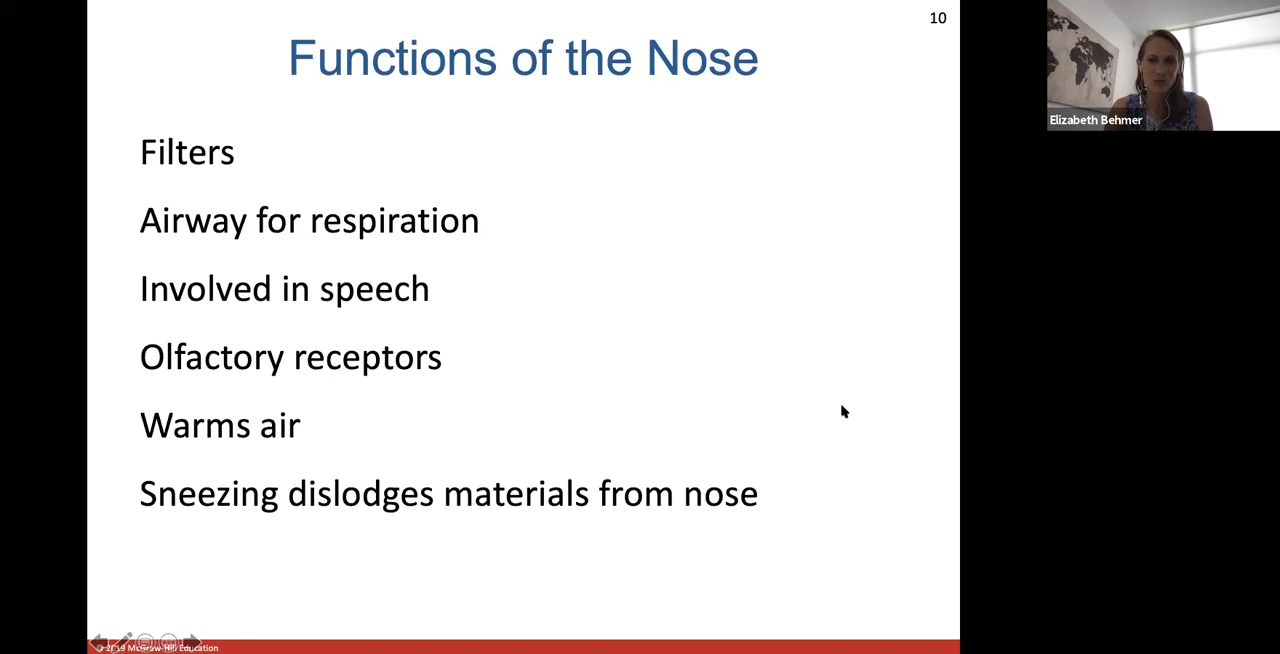 10
Functions of the Nose
Filters
Airway for respiration
Involved in speech
Olfactory receptors
Warms air
Sneezing dislodges materials from nose
© 2019 McGraw-Hill Education
Elizabeth Behmer